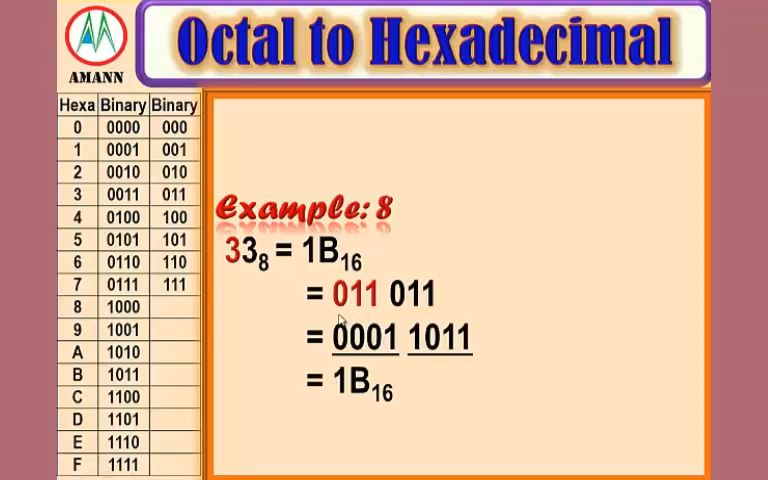 Octal to Hexadecimal
AMANN
Hexa Binary Binary
0 0000 000
1 0001 001
2 0010 010
3 0011 011
4 0100 100
5 0101 101
6 0110 110
7 0111 111
8 1000
9 1001
A 1010
B 1011
C 1100
D 1101
E 1110
F 1111
Example: 8
33₈ = 1B₁₆
= 011 011
= 0001 1011
= 1B₁₆